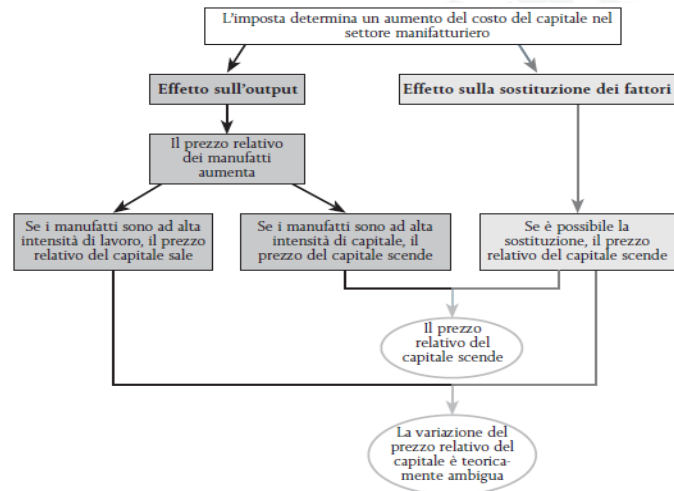 L'imposta determina un aumento del costo del capitale nel
settore manifatturiero
Effetto sull'output
Effetto sulla sostituzione dei fattori
Il prezzo relativo
dei manufatti
aumenta
Se i manufatti sono ad alta
intensità di lavoro, il prezzo
relativo del capitale sale
Se i manufatti sono ad alta
intensità di capitale, il
prezzo del capitale scende
Se è possibile la
sostituzione, il prezzo
relativo del capitale scende
Il prezzo
relativo del
capitale scende
La variazione del
prezzo relativo del
capitale è teorica-
mente ambigua